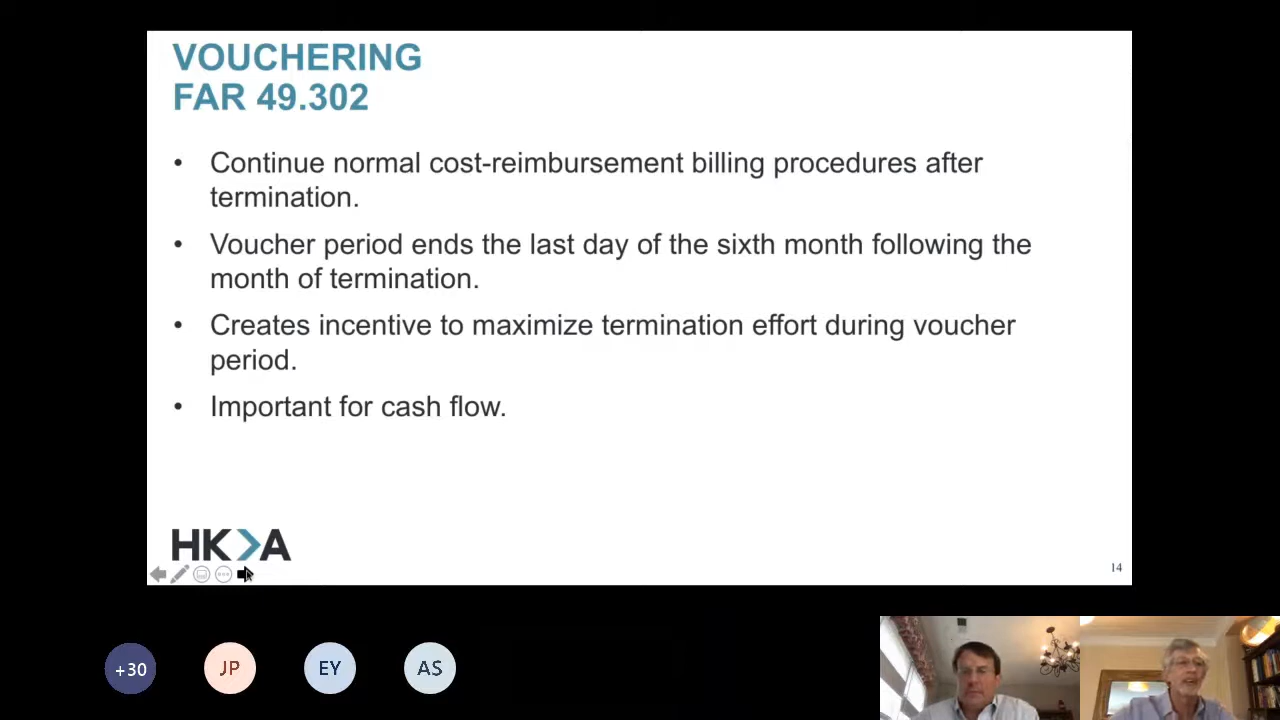 VOUCHERING
FAR 49.302
• Continue normal cost-reimbursement billing procedures after
termination.
• Voucher period ends the last day of the sixth month following the
month of termination.
• Creates incentive to maximize termination effort during voucher
period.
• Important for cash flow.
HKA
14
+30
JP
EY
AS